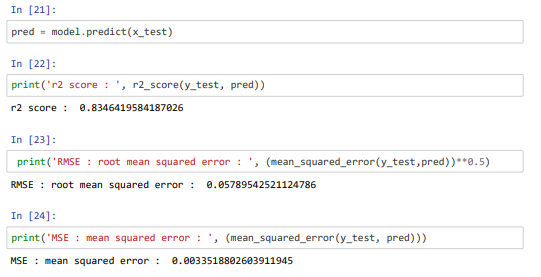 In [21]:
pred = model.predict(x_test)
In [22]:
print('r2 score : ', r2_score(y_test, pred))
r2 score :  0.8346419584187026
In [23]:
print('RMSE : root mean squared error : ', (mean_squared_error(y_test,pred))**0.5)
RMSE : root mean squared error :  0.05789542521124786
In [24]:
print('MSE : mean squared error : ', (mean_squared_error(y_test, pred)))
MSE : mean squared error :  0.0033518802603911945